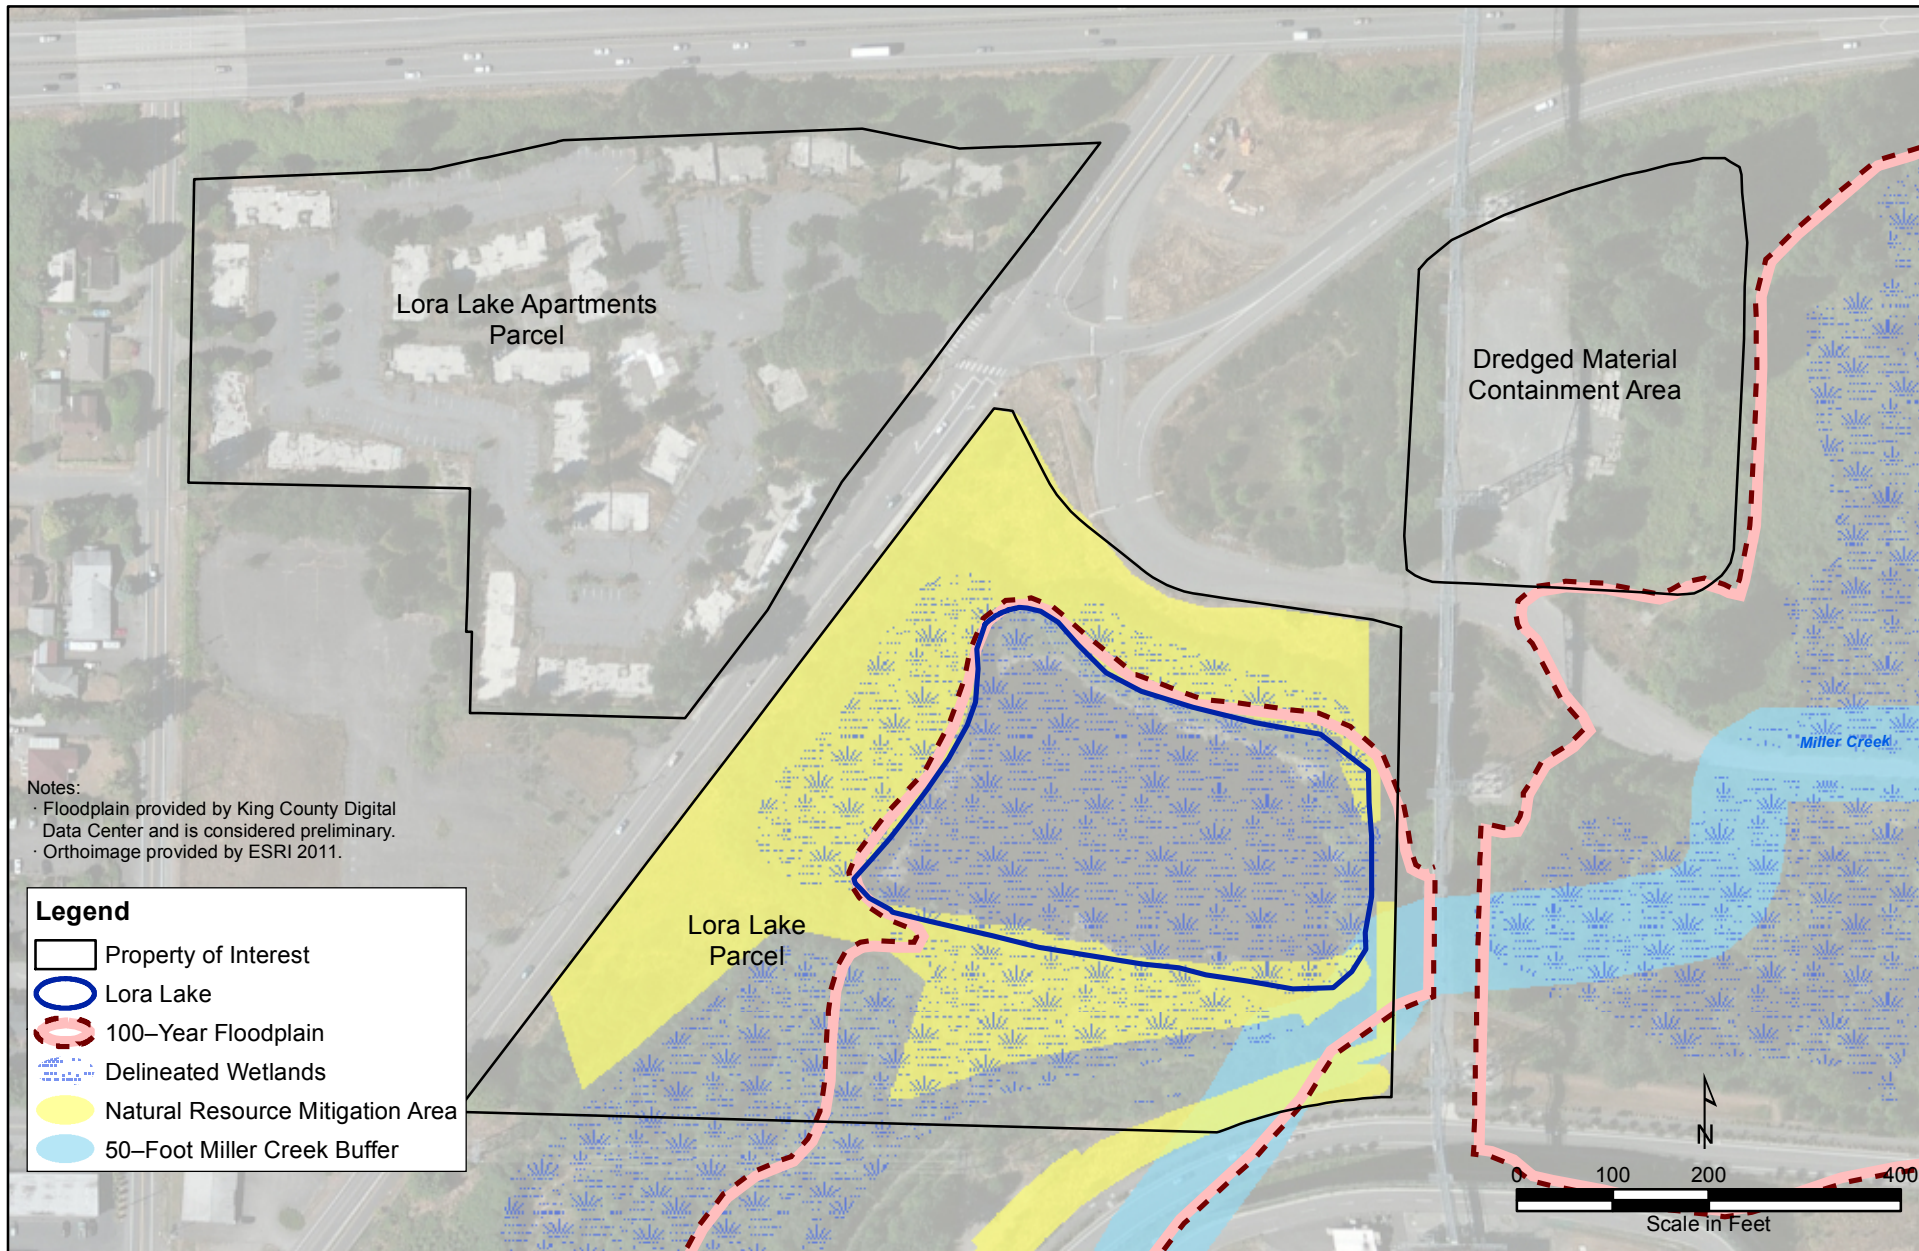 Lora Lake Apartments
Parcel
Dredged Material
Containment Area
Miller Creek
Lora Lake
Parcel
Notes:
· Floodplain provided by King County Digital
Data Center and is considered preliminary.
· Orthoimage provided by ESRI 2011.
Legend
Property of Interest
Lora Lake
100–Year Floodplain
Delineated Wetlands
Natural Resource Mitigation Area
50–Foot Miller Creek Buffer
N
0 100 200 400
Scale in Feet